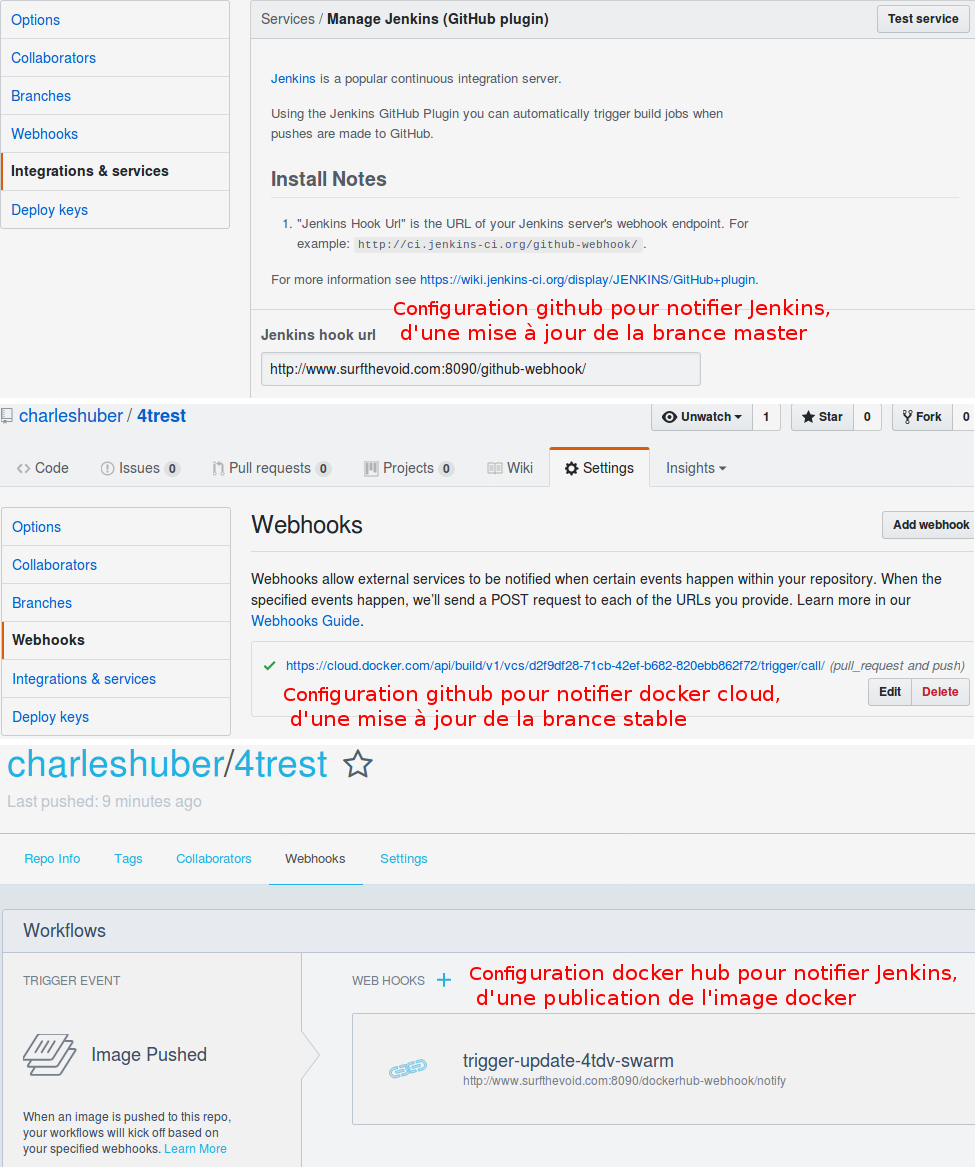 Options
Collaborators
Branches
Webhooks
Integrations & services
Deploy keys
Services / Manage Jenkins (GitHub plugin)
Test service
Jenkins is a popular continuous integration server.
Using the Jenkins GitHub Plugin you can automatically trigger build jobs when
pushes are made to GitHub.
Install Notes
1. "Jenkins Hook Url" is the URL of your Jenkins server's webhook endpoint. For
example: http://ci.jenkins-ci.org/github-webhook/ .
For more information see https://wiki.jenkins-ci.org/display/JENKINS/GitHub+plugin.
Configuration github pour notifier Jenkins,
d'une mise à jour de la brance master
Jenkins hook url
http://www.surfthevoid.com:8090/github-webhook/
charleshuber / 4trest
Unwatch 1
Star 0
Fork 0
Code
Issues 0
Pull requests 0
Projects 0
Wiki
Settings
Insights
Options
Collaborators
Branches
Webhooks
Integrations & services
Deploy keys
Webhooks
Add webhook
Webhooks allow external services to be notified when certain events happen within your repository. When the
specified events happen, we'll send a POST request to each of the URLs you provide. Learn more in our
Webhooks Guide.
https://cloud.docker.com/api/build/v1/vcs/d2f9df28-71cb-42ef-b682-820ebb862f72/trigger/call/ (pull_request and push)
Edit
Delete
Configuration github pour notifier docker cloud,
d'une mise à jour de la brance stable
charleshuber/4trest
Last pushed: 9 minutes ago
Repo Info
Tags
Collaborators
Webhooks
Settings
Workflows
TRIGGER EVENT
Image Pushed
When an image is pushed to this repo,
your workflows will kick off based on
your specified webhooks. Learn More
WEB HOOKS +
Configuration docker hub pour notifier Jenkins,
d'une publication de l'image docker
trigger-update-4tdv-swarm
http://www.surfthevoid.com:8090/dockerhub-webhook/notify